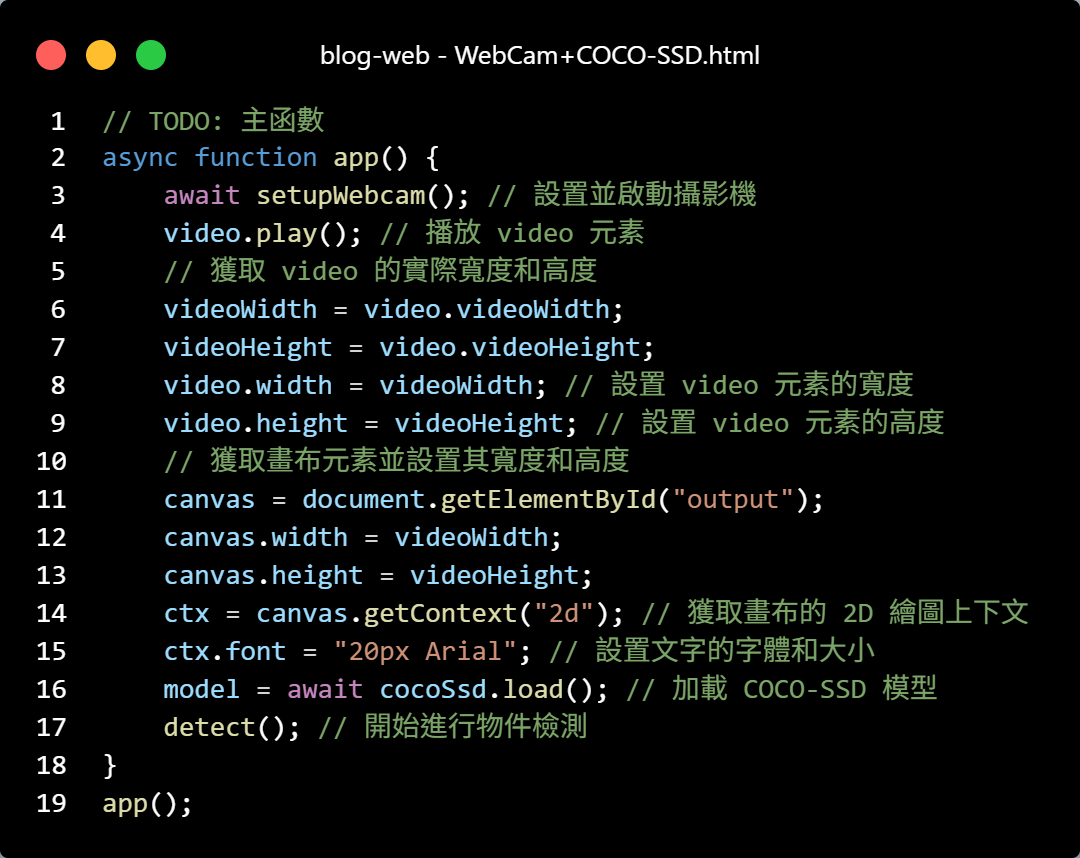 blog-web - WebCam+COCO-SSD.html
1 // TODO: 主函數
2 async function app() {
3     await setupWebcam(); // 設置並啟動攝影機
4     video.play(); // 播放 video 元素
5     // 獲取 video 的實際寬度和高度
6     videoWidth = video.videoWidth;
7     videoHeight = video.videoHeight;
8     video.width = videoWidth; // 設置 video 元素的寬度
9     video.height = videoHeight; // 設置 video 元素的高度
10     // 獲取畫布元素並設置其寬度和高度
11     canvas = document.getElementById("output");
12     canvas.width = videoWidth;
13     canvas.height = videoHeight;
14     ctx = canvas.getContext("2d"); // 獲取畫布的 2D 繪圖上下文
15     ctx.font = "20px Arial"; // 設置文字的字體和大小
16     model = await cocoSsd.load(); // 加載 COCO-SSD 模型
17     detect(); // 開始進行物件檢測
18 }
19 app();